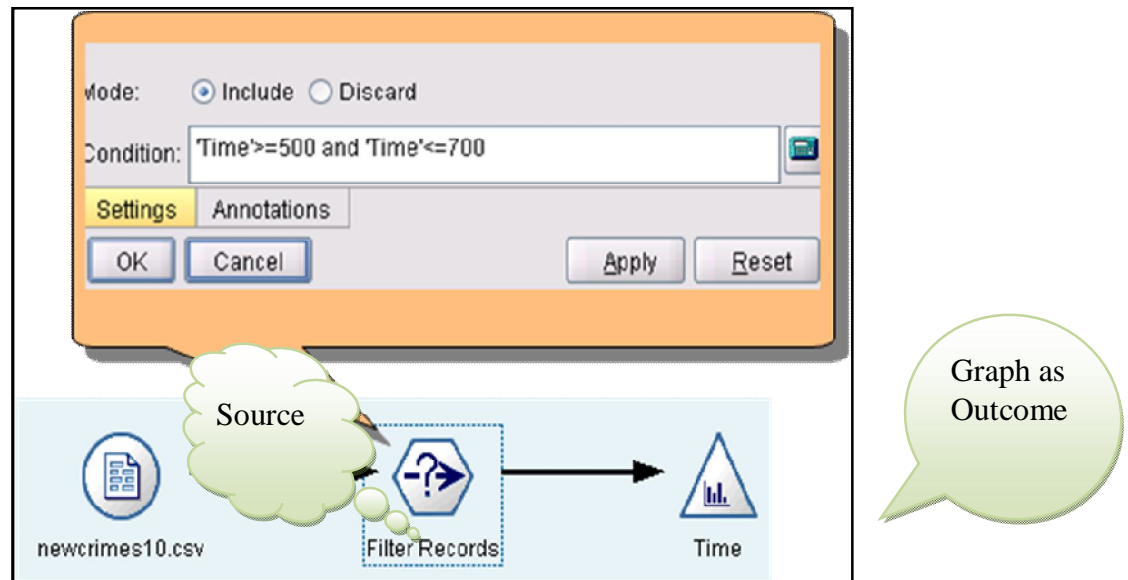 Mode: Include Discard
Condition: 'Time'>=500 and 'Time'<=700
Settings Annotations
OK Cancel Apply Reset
Source
Graph as
Outcome
newcrimes10.csv Filter Records Time